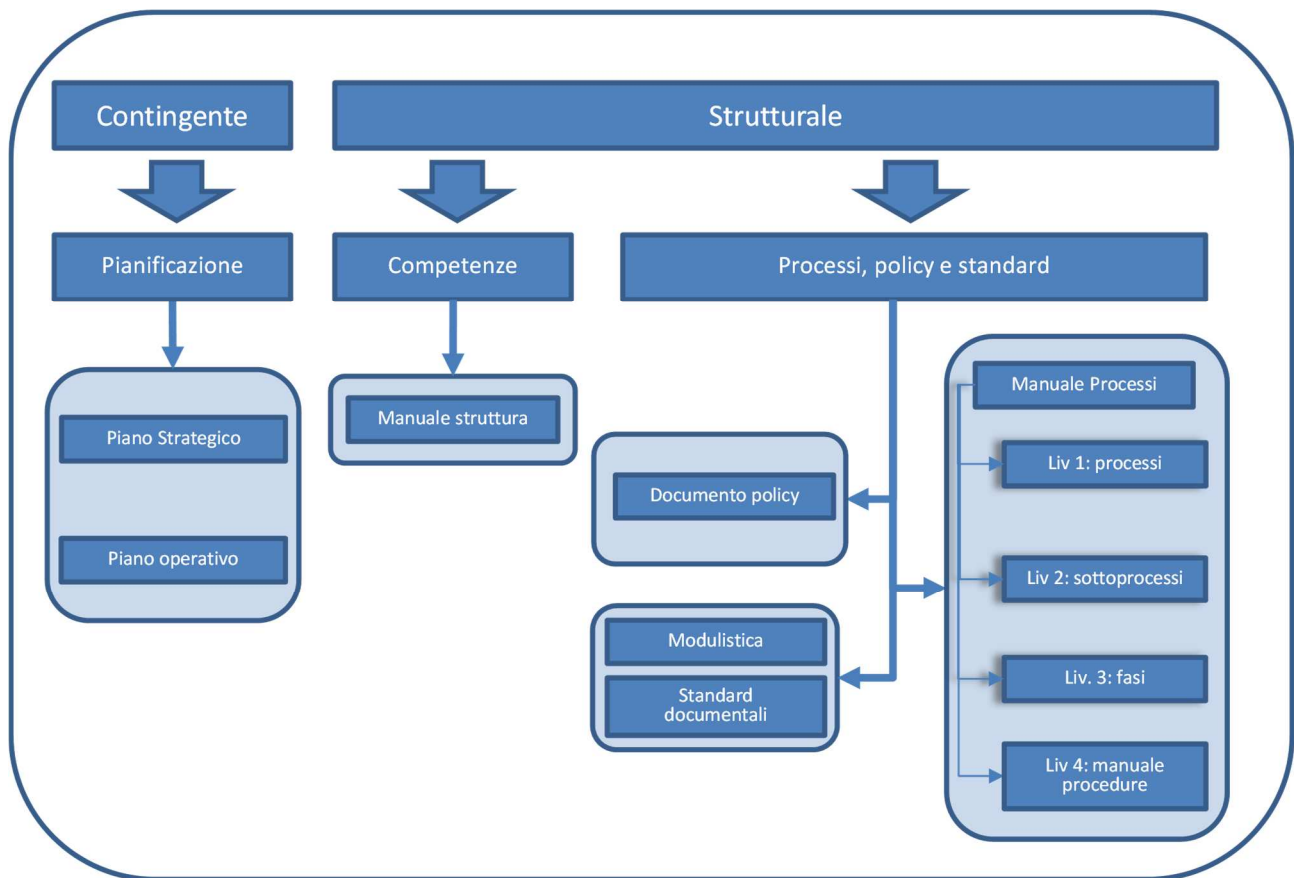 Contingente
Strutturale
Pianificazione
Competenze
Processi, policy e standard
Piano Strategico
Piano operativo
Manuale struttura
Documento policy
Modulistica
Standard
documentali
Manuale Processi
Liv 1: processi
Liv 2: sottoprocessi
Liv. 3: fasi
Liv 4: manuale
procedure